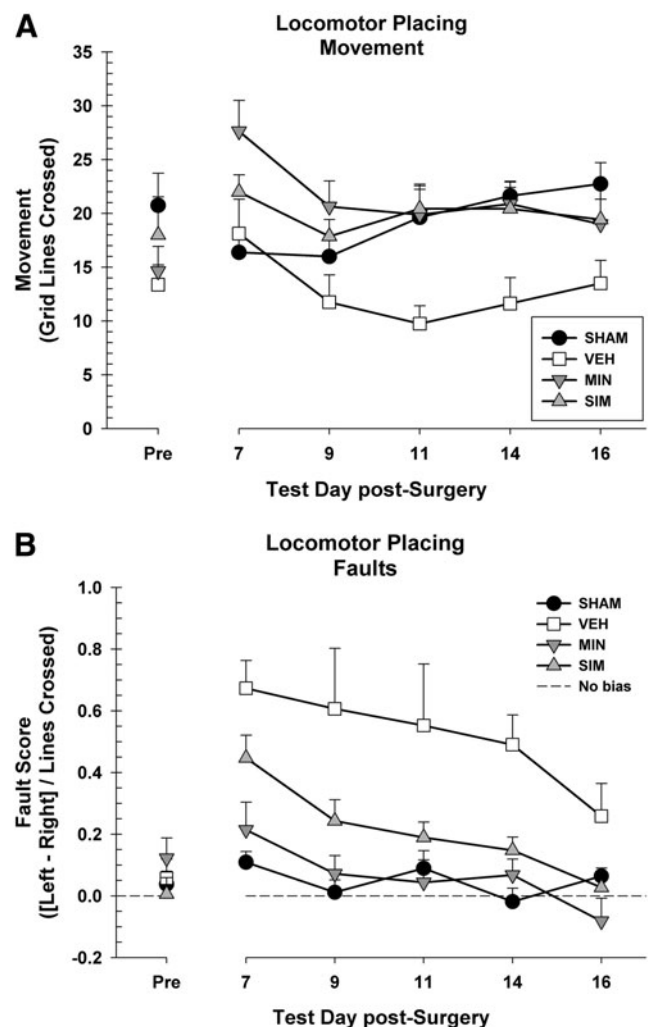 A
Locomotor Placing
Movement
35
30
25
20
15
10
5
0
Movement
(Grid Lines Crossed)
SHAM
VEH
MIN
SIM
Pre
7
9
11
14
16
Test Day post-Surgery
B
Locomotor Placing
Faults
1.0
0.8
0.6
0.4
0.2
0.0
-0.2
Fault Score
([Left - Right] / Lines Crossed)
SHAM
VEH
MIN
SIM
No bias
Pre
7
9
11
14
16
Test Day post-Surgery